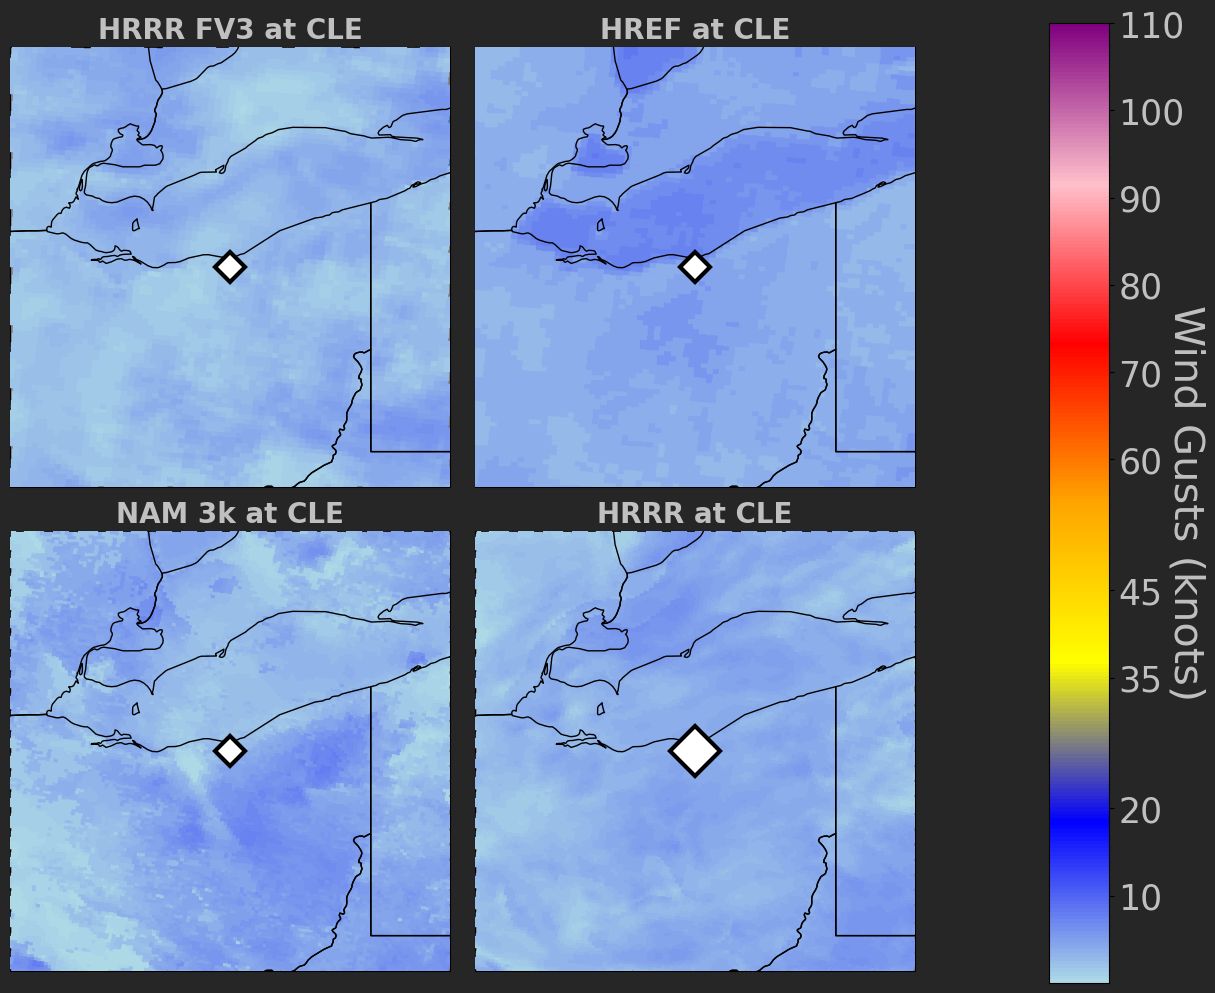 HRRR FV3 at CLE
HREF at CLE
NAM 3k at CLE
HRRR at CLE
110
100
90
80
70
60
45
35
20
10
Wind Gusts (knots)